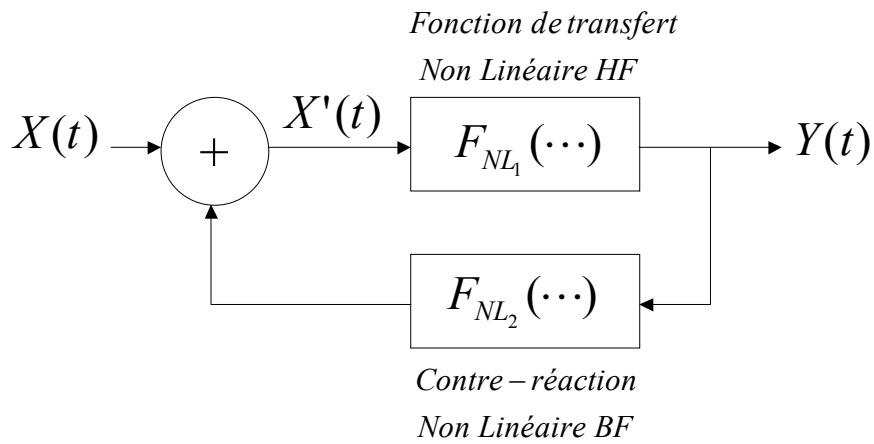 Fonction de transfert
Non Linéaire HF
X(t)
+
X'(t)
F_{NL_1}(⋯)
Y(t)
F_{NL_2}(⋯)
Contre – réaction
Non Linéaire BF